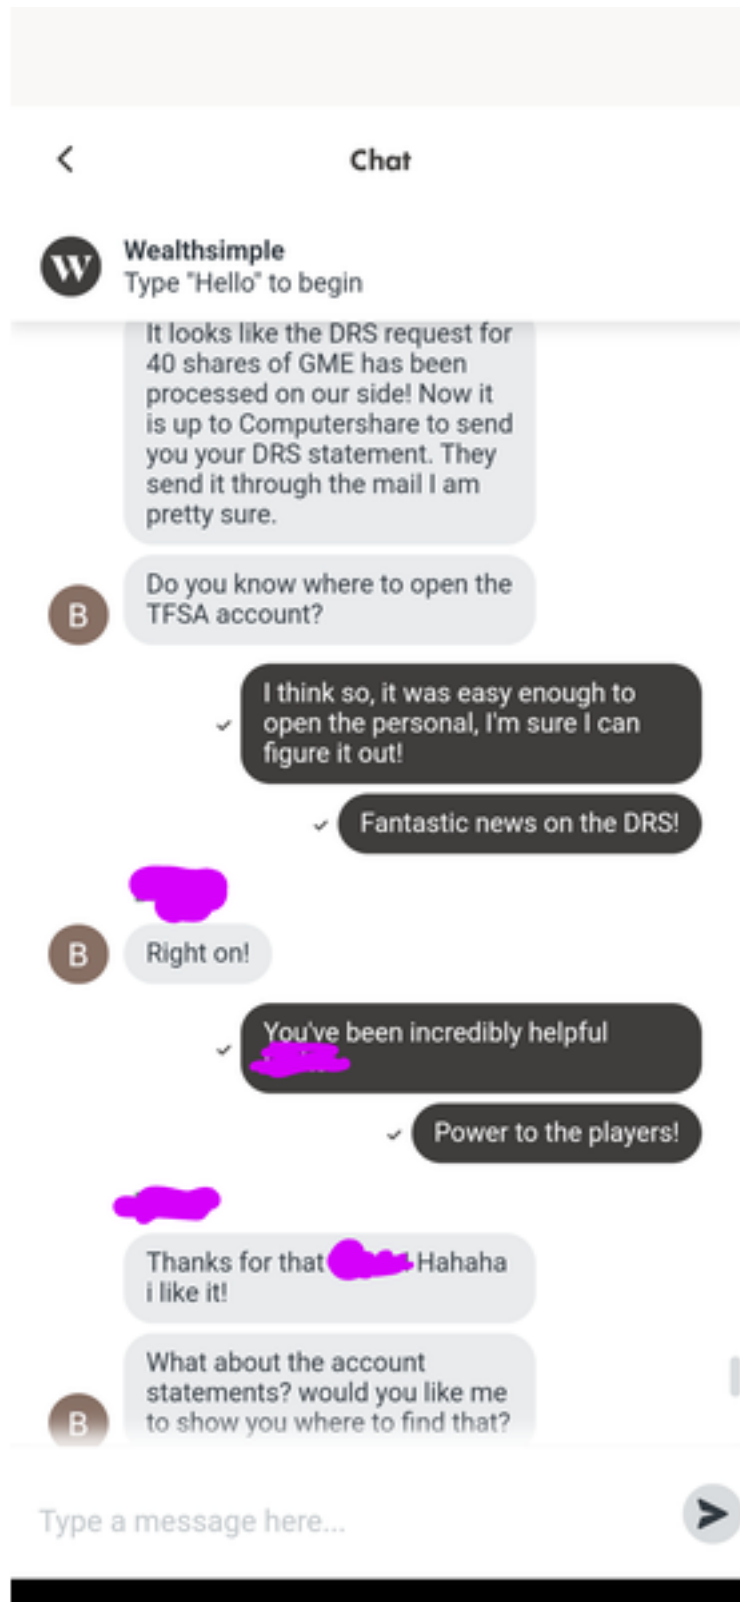 Chat
W
Wealthsimple
Type "Hello" to begin
It looks like the DRS request for
40 shares of GME has been
processed on our side! Now it
is up to Computershare to send
you your DRS statement. They
send it through the mail I am
pretty sure.
Do you know where to open the
TFSA account?
B
I think so, it was easy enough to
open the personal, I'm sure I can
figure it out!
Fantastic news on the DRS!
B
Right on!
You've been incredibly helpful
Power to the players!
Thanks for that Hahaha
i like it!
What about the account
statements? would you like me
to show you where to find that?
B
Type a message here...